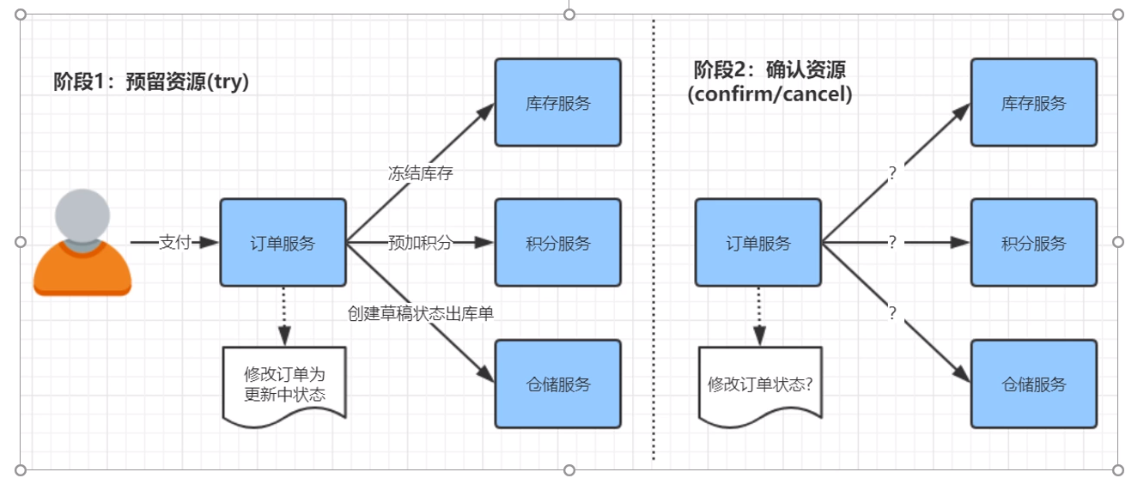 阶段1：预留资源(try)
支付
订单服务
冻结库存
预加积分
创建草稿状态出库单
库存服务
积分服务
仓储服务
修改订单为
更新中状态
阶段2：确认资源
(confirm/cancel)
订单服务
?
?
?
库存服务
积分服务
仓储服务
修改订单状态?